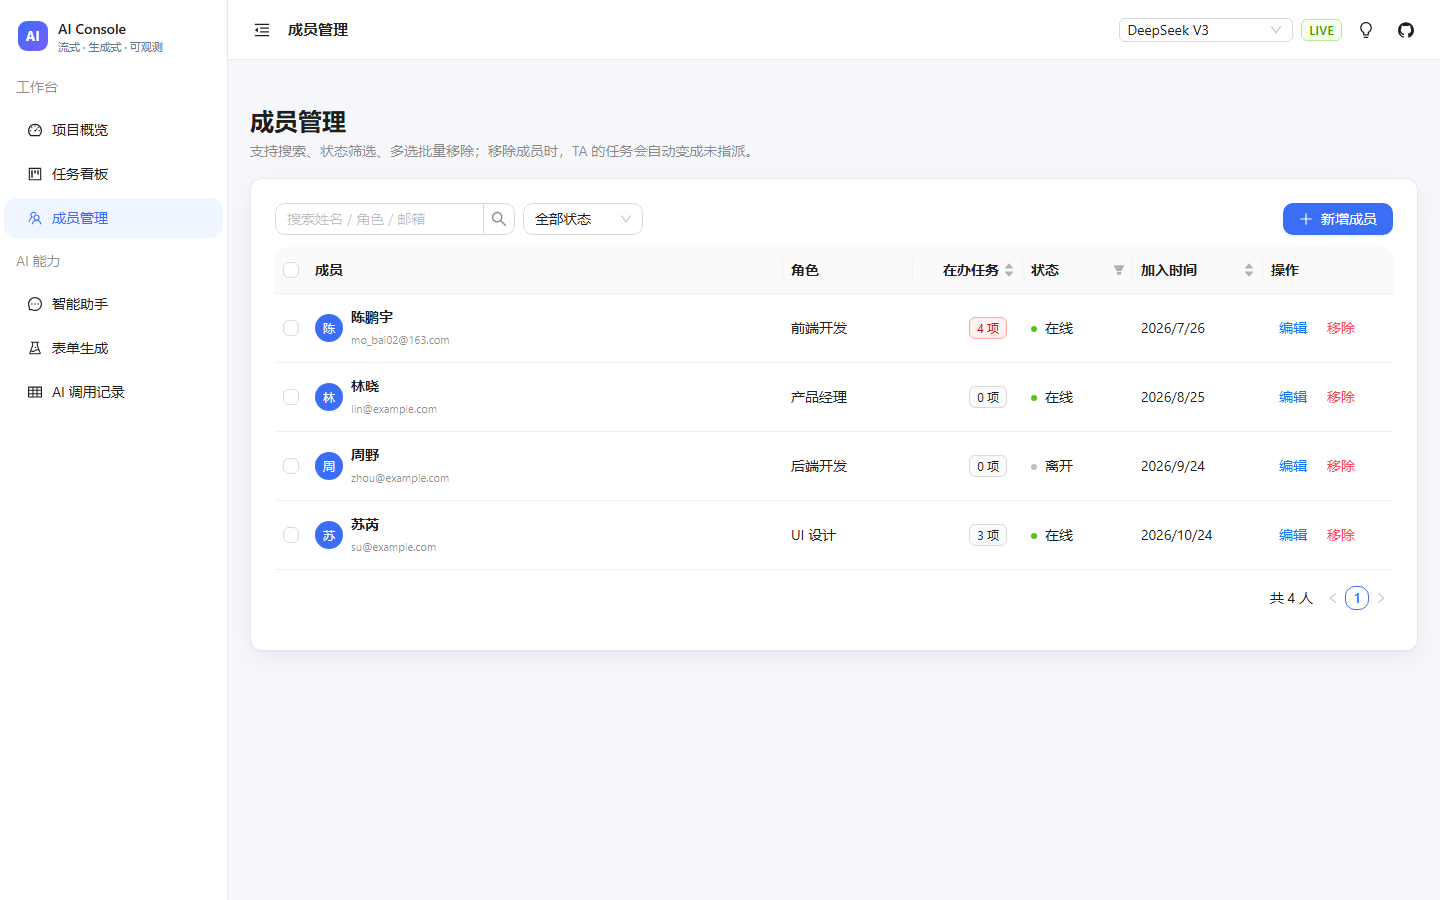 AI
AI Console
流式 · 生成式 · 可观测
工作台
项目概览
任务看板
成员管理
AI 能力
智能助手
表单生成
AI 调用记录
成员管理
DeepSeek V3
LIVE
成员管理
支持搜索、状态筛选、多选批量移除；移除成员时，TA 的任务会自动变成未指派。
搜索姓名 / 角色 / 邮箱
全部状态
新增成员
成员 角色 在办任务 状态 加入时间 操作
陈 陈鹏宇 前端开发 4 项 在线 2026/7/26 编辑 移除
mo_bai02@163.com
林 林晓 产品经理 0 项 在线 2026/8/25 编辑 移除
lin@example.com
周 周野 后端开发 0 项 离开 2026/9/24 编辑 移除
zhou@example.com
苏 苏芮 UI 设计 3 项 在线 2026/10/24 编辑 移除
su@example.com
共 4 人 < 1 >